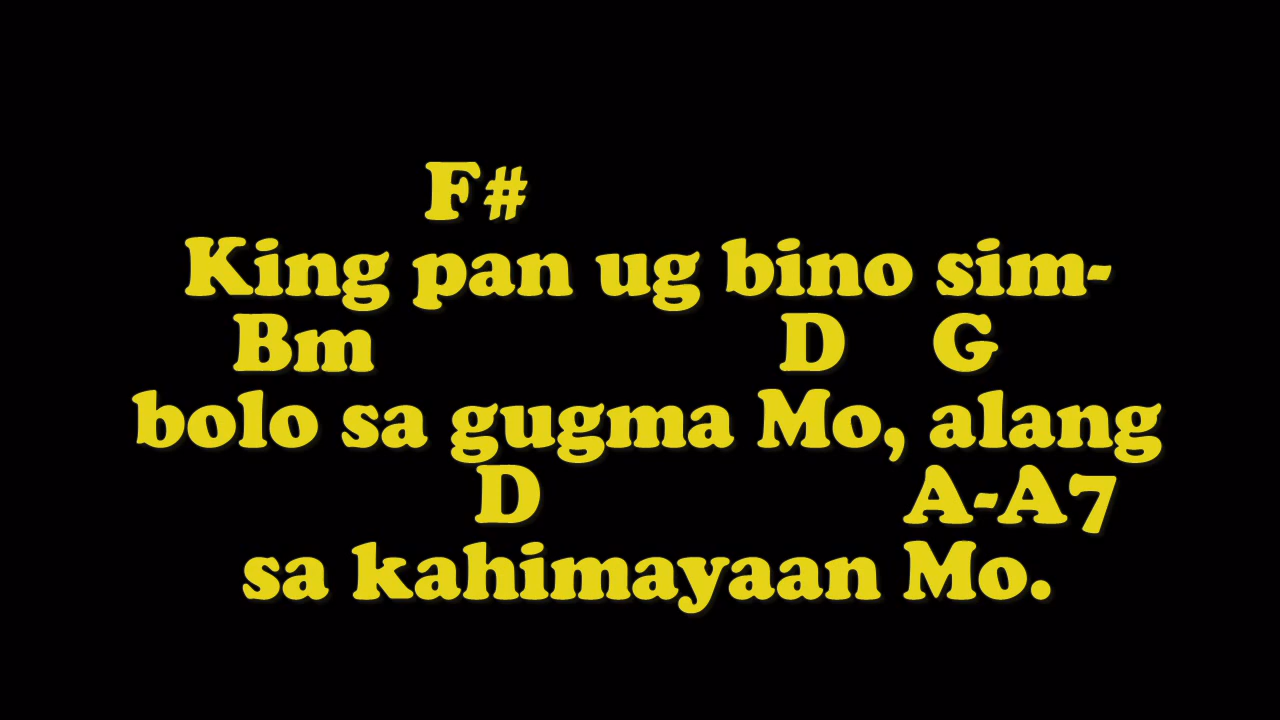 F#
King pan ug bino sim-
Bm D G
bolo sa gugma Mo, alang
D A-A7
sa kahimayaan Mo.